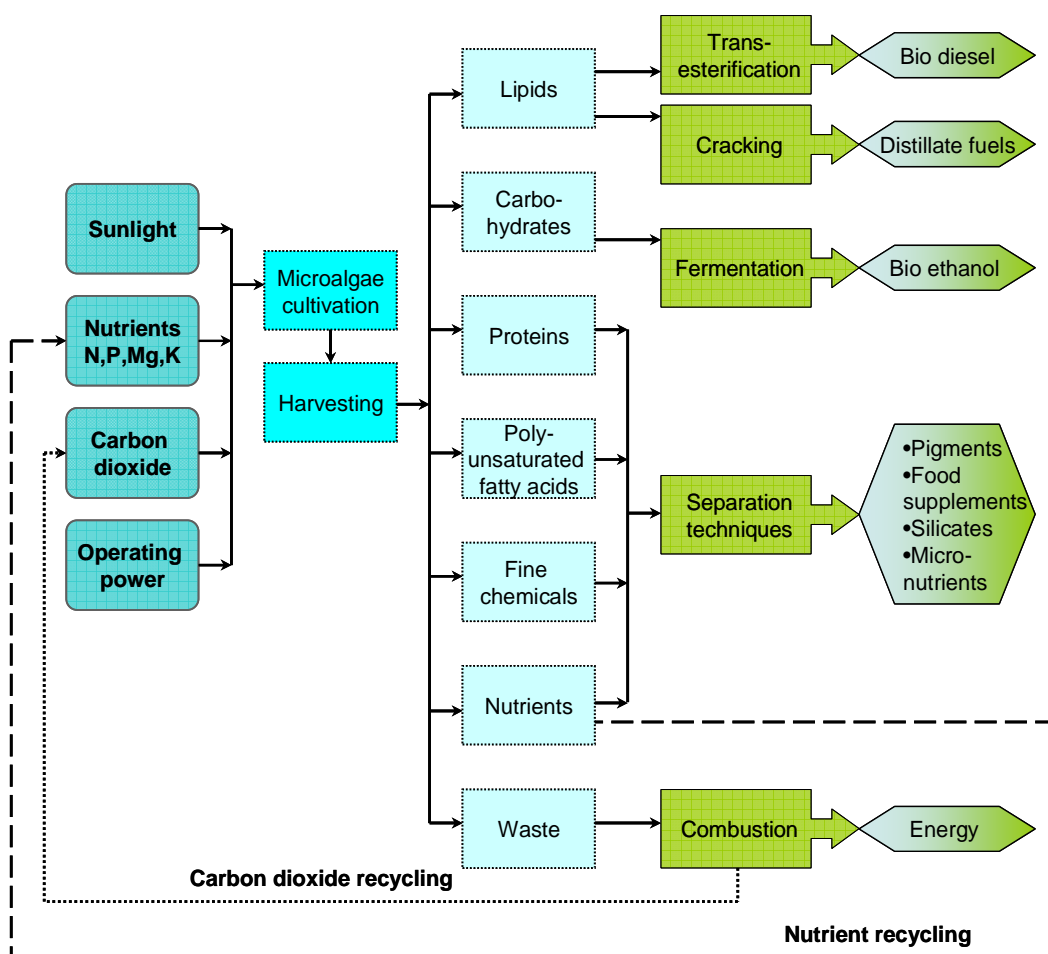 Sunlight
Nutrients
N,P,Mg,K
Carbon
dioxide
Operating
power
Microalgae
cultivation
Harvesting
Lipids
Carbo-
hydrates
Proteins
Poly-
unsaturated
fatty acids
Fine
chemicals
Nutrients
Waste
Trans-
esterification
Cracking
Fermentation
Separation
techniques
Combustion
Bio diesel
Distillate fuels
Bio ethanol
•Pigments
•Food
supplements
•Silicates
•Micro-
nutrients
Energy
Carbon dioxide recycling
Nutrient recycling